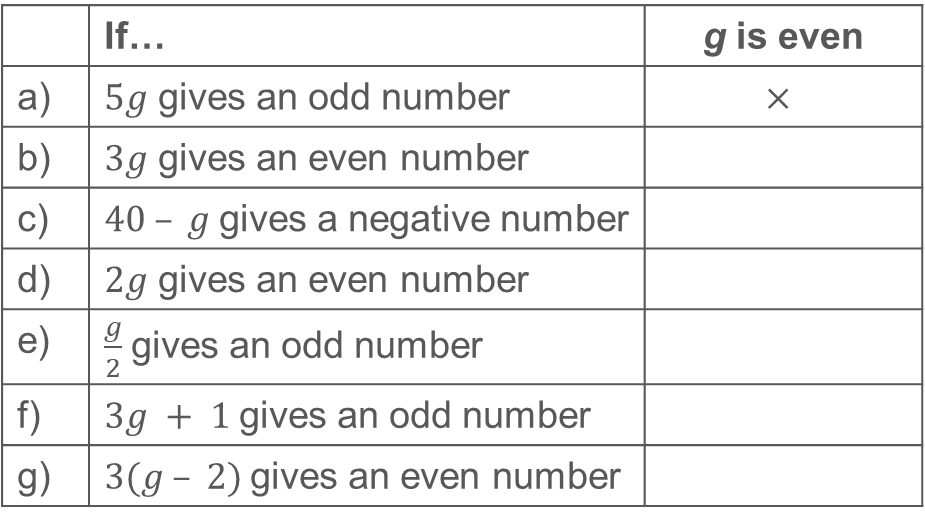 If… g is even
a) 5g gives an odd number ×
b) 3g gives an even number
c) 40 – g gives a negative number
d) 2g gives an even number
e) g/2 gives an odd number
f) 3g + 1 gives an odd number
g) 3(g – 2) gives an even number